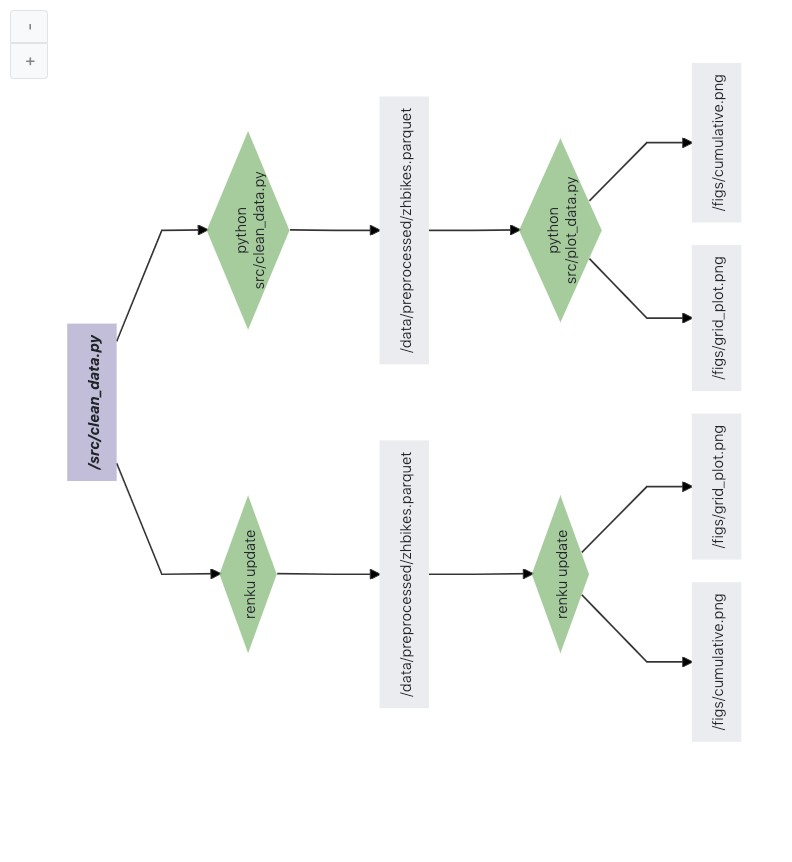 +
-
/src/clean_data.py
renku update
python
src/clean_data.py
/data/preprocessed/zhbikes.parquet
/data/preprocessed/zhbikes.parquet
renku update
python
src/plot_data.py
/figs/cumulative.png
/figs/grid_plot.png
/figs/grid_plot.png
/figs/cumulative.png